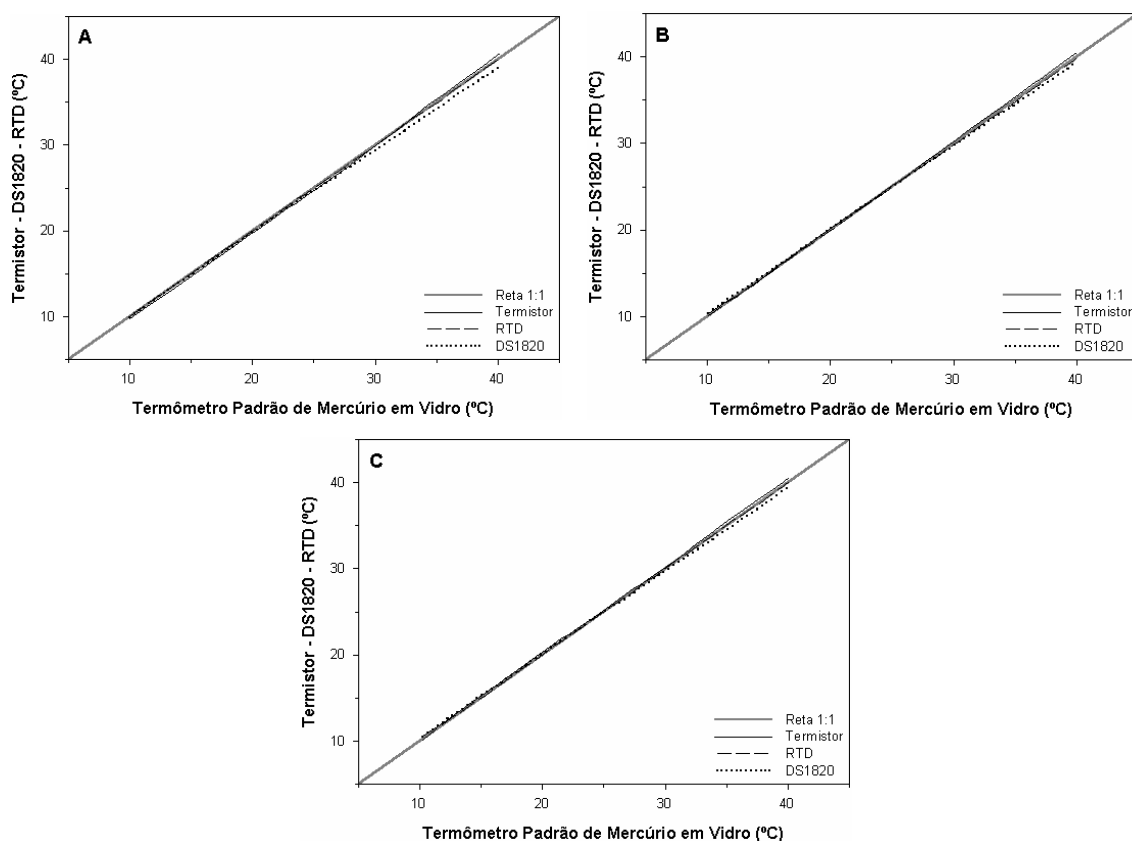 A
Termistor - DS1820 - RTD (ºC)
40
30
20
10
Reta 1:1
Termistor
RTD
DS1820
10
20
30
40
Termômetro Padrão de Mercúrio em Vidro (ºC)
B
Termistor - DS1820 - RTD (ºC)
40
30
20
10
Reta 1:1
Termistor
RTD
DS1820
10
20
30
40
Termômetro Padrão de Mercúrio em Vidro (ºC)
C
Termistor - DS1820 - RTD (ºC)
40
30
20
10
Reta 1:1
Termistor
RTD
DS1820
10
20
30
40
Termômetro Padrão de Mercúrio em Vidro (ºC)